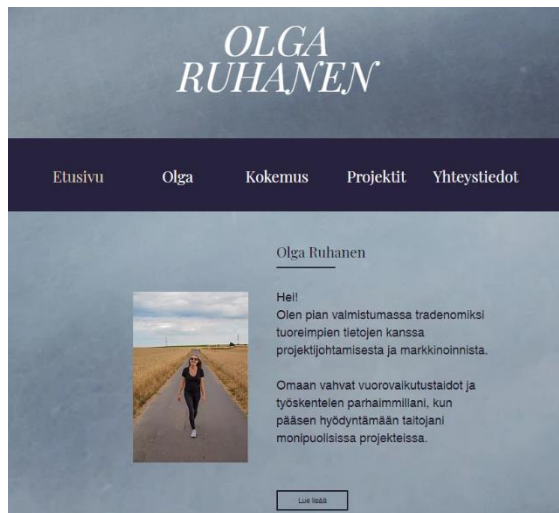 OLGA
RUHANEN
Etusivu Olga Kokemus Projektit Yhteystiedot
Olga Ruhanen
Hei!
Olen pian valmistumassa tradenomiksi
tuoreimpien tietojen kanssa
projektijohtamisesta ja markkinoinnista.
Omaan vahvat vuorovaikutustaidot ja
työskentelen parhaimmillani, kun
pääsen hyödyntämään taitojani
monipuolisissa projekteissa.
Lue lisää